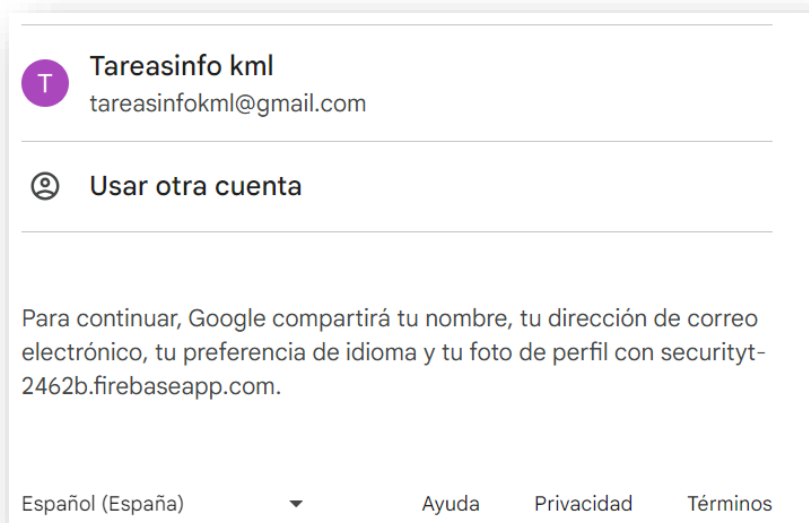 T
Tareasinfo kml
tareasinfokml@gmail.com
Usar otra cuenta
Para continuar, Google compartirá tu nombre, tu dirección de correo
electrónico, tu preferencia de idioma y tu foto de perfil con securityt-
2462b.firebaseapp.com.
Español (España) Ayuda Privacidad Términos